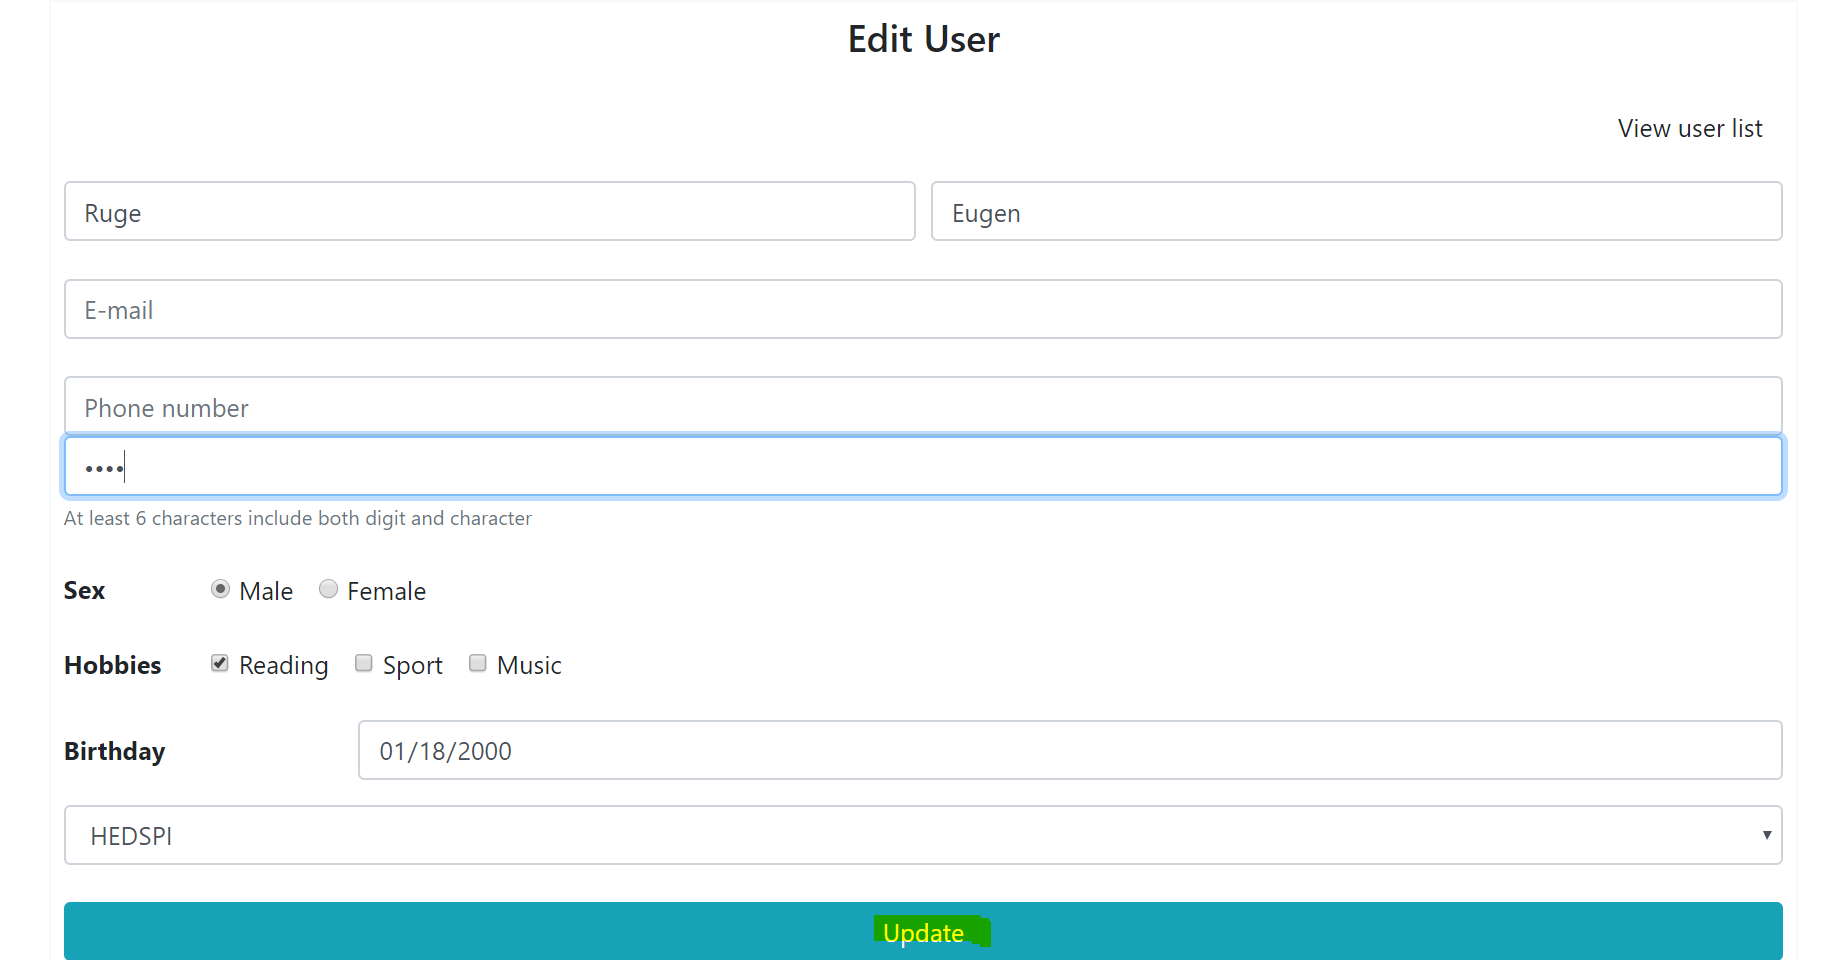 Edit User
View user list
Ruge Eugen
E-mail
Phone number
••••
At least 6 characters include both digit and character
Sex Male Female
Hobbies Reading Sport Music
Birthday 01/18/2000
HEDSPI
Update